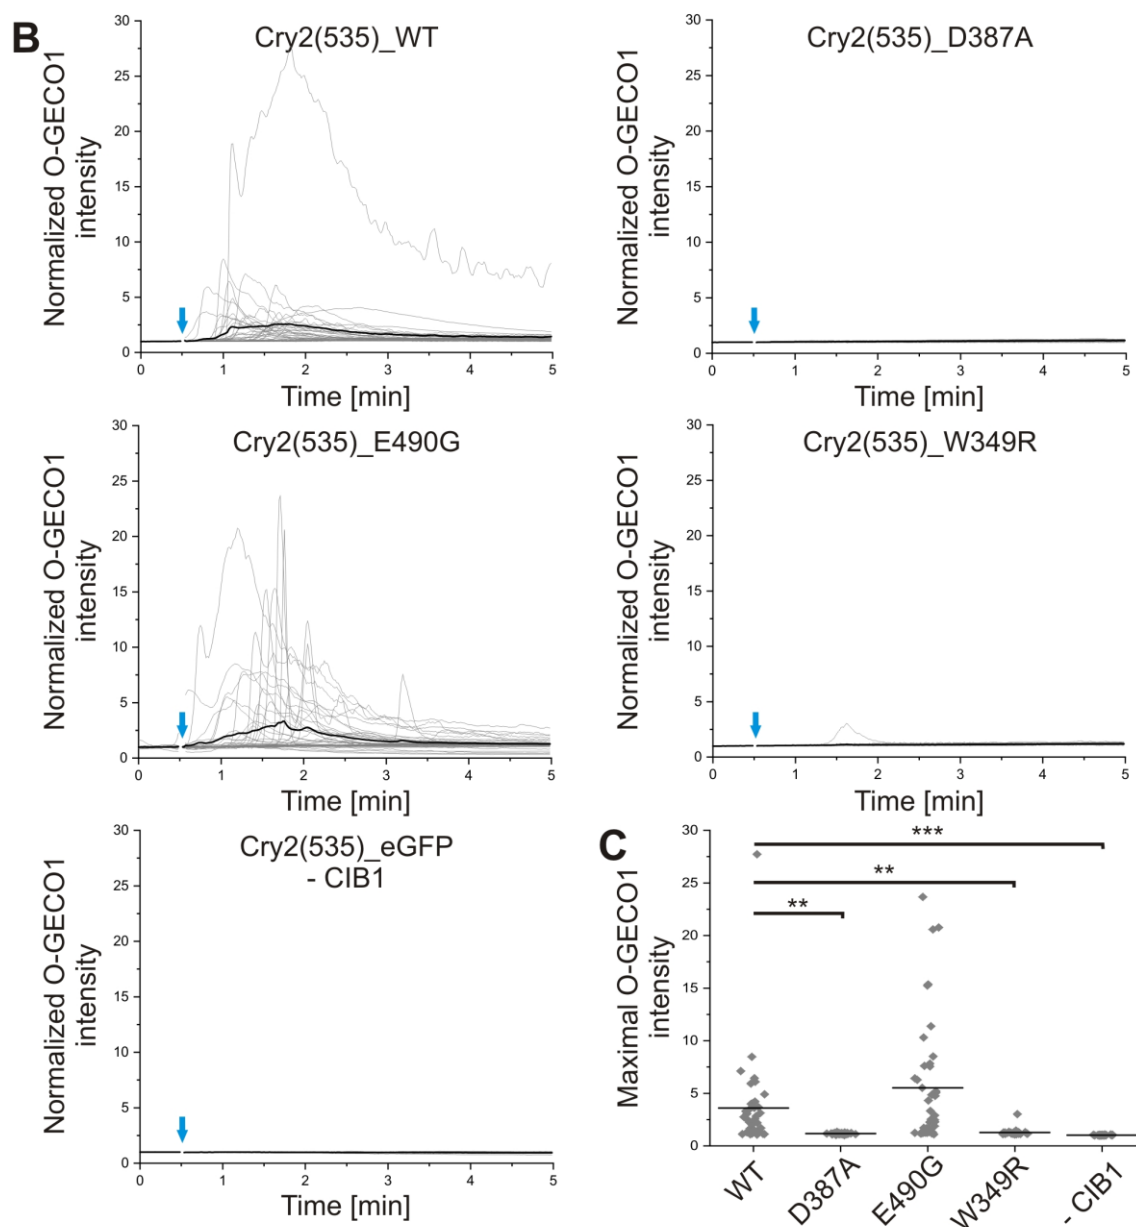 B
Cry2(535)_WT
Normalized O-GECO1
intensity
30
25
20
15
10
5
0
0 1 2 3 4 5
Time [min]
Cry2(535)_D387A
Normalized O-GECO1
intensity
30
25
20
15
10
5
0
0 1 2 3 4 5
Time [min]
Cry2(535)_E490G
Normalized O-GECO1
intensity
30
25
20
15
10
5
0
0 1 2 3 4 5
Time [min]
Cry2(535)_W349R
Normalized O-GECO1
intensity
30
25
20
15
10
5
0
0 1 2 3 4 5
Time [min]
Cry2(535)_eGFP
- CIB1
Normalized O-GECO1
intensity
30
25
20
15
10
5
0
0 1 2 3 4 5
Time [min]
C
Maximal O-GECO1
intensity
30
25
20
15
10
5
0
***
**
**
WT
D387A
E490G
W349R
- CIB1